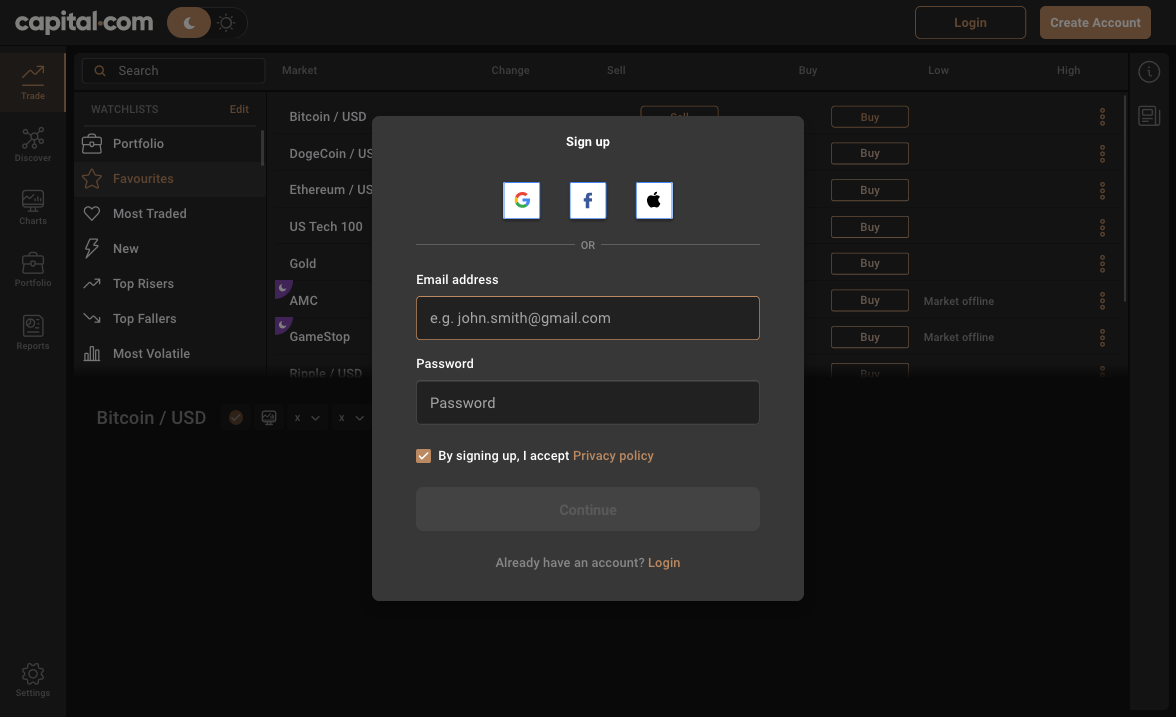 capital.com
Login
Create Account
Trade
Discover
Charts
Portfolio
Reports
Settings
Search
WATCHLISTS Edit
Portfolio
Favourites
Most Traded
New
Top Risers
Top Fallers
Most Volatile
Market Change Sell Buy Low High
Bitcoin / USD Sell Buy
DogeCoin / US Buy
Ethereum / US Buy
US Tech 100 Buy
Gold Buy
AMC Buy Market offline
GameStop Buy Market offline
Ripple / USD Buy
Bitcoin / USD x x
Sign up
OR
Email address
e.g. john.smith@gmail.com
Password
Password
By signing up, I accept Privacy policy
Continue
Already have an account? Login